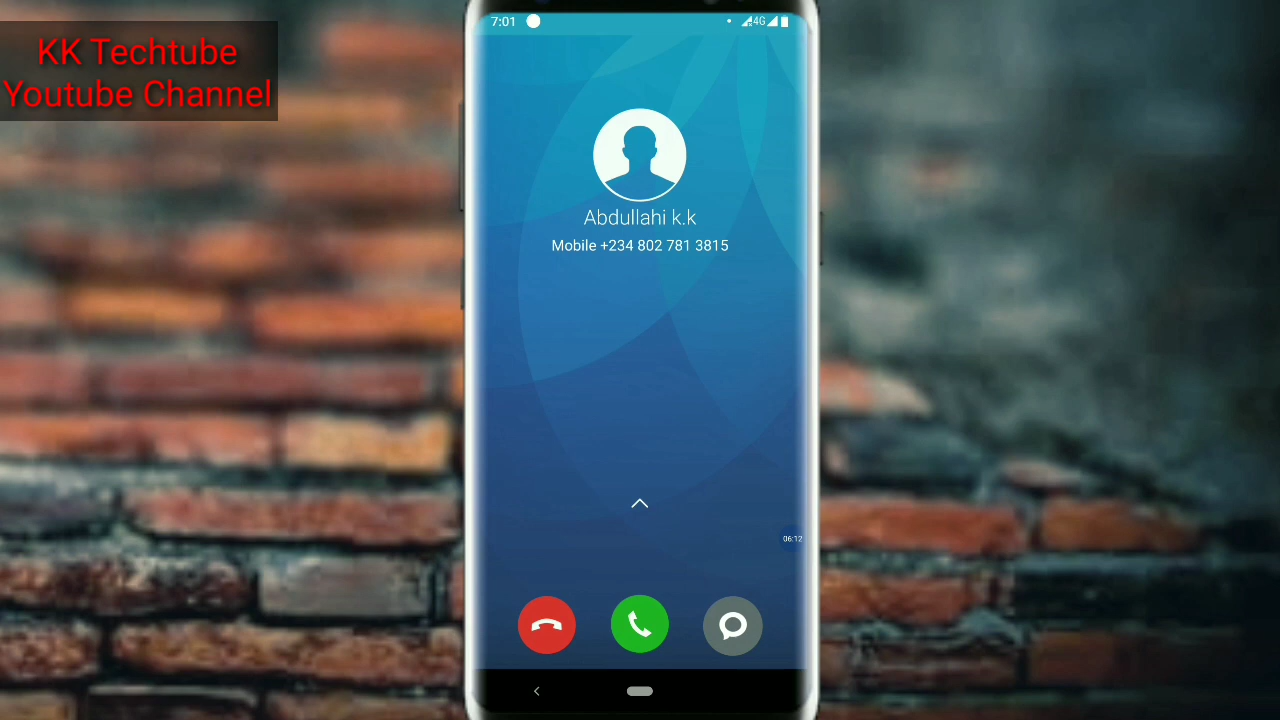 KK Techtube
Youtube Channel
7:01
4G
Abdullahi k.k
Mobile +234 802 781 3815
06:12